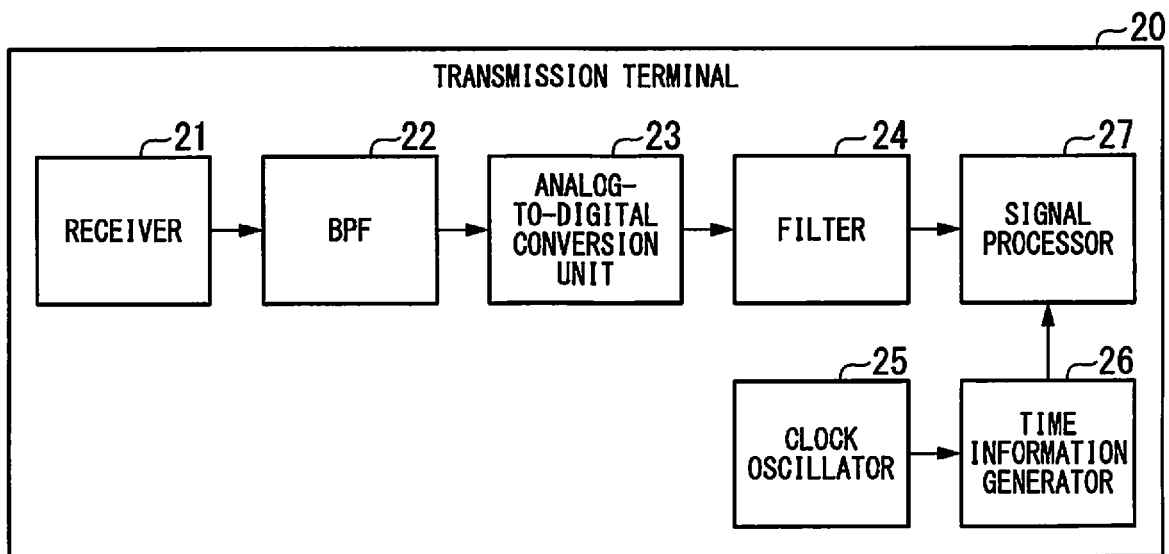 20
TRANSMISSION TERMINAL
21
22
23
24
27
RECEIVER
BPF
ANALOG-
TO-DIGITAL
CONVERSION
UNIT
FILTER
SIGNAL
PROCESSOR
25
26
CLOCK
OSCILLATOR
TIME
INFORMATION
GENERATOR